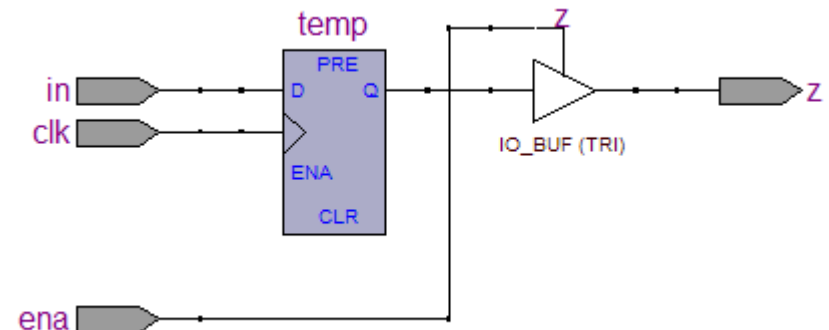 temp
z
PRE
in
D
Q
z
clk
IO_BUF (TRI)
ENA
CLR
ena